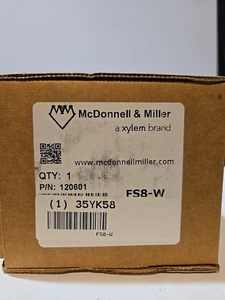 McDonnell & Miller
a xylem brand
www.mcdonnellmiller.com
QTY: 1
P/N: 120601
FS8-W
(1) 35YK58
FS8-W